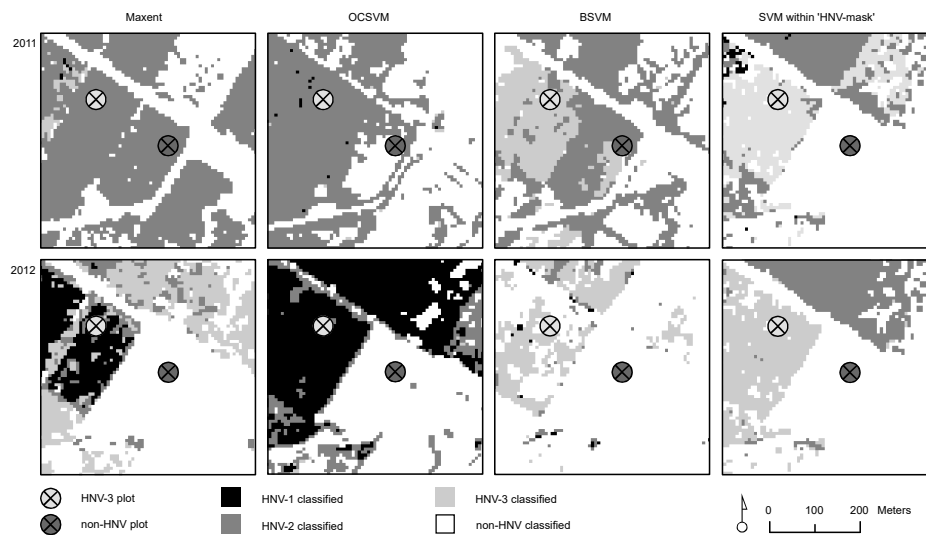 Maxent OCSVM BSVM SVM within 'HNV-mask'
2011
2012
HNV-3 plot HNV-1 classified HNV-3 classified
non-HNV plot HNV-2 classified non-HNV classified
0 100 200 Meters